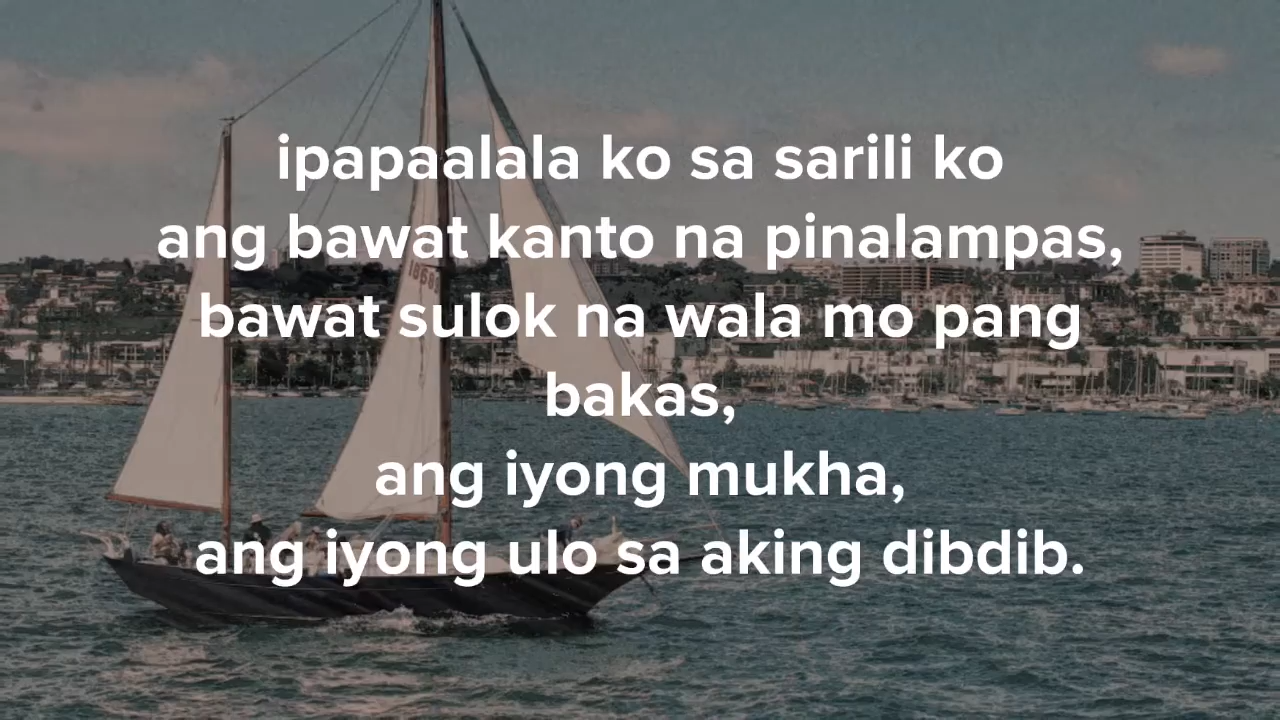 ipapaalala ko sa sarili ko
ang bawat kanto na pinalampas,
bawat sulok na wala mo pang
bakas,
ang iyong mukha,
ang iyong ulo sa aking dibdib.